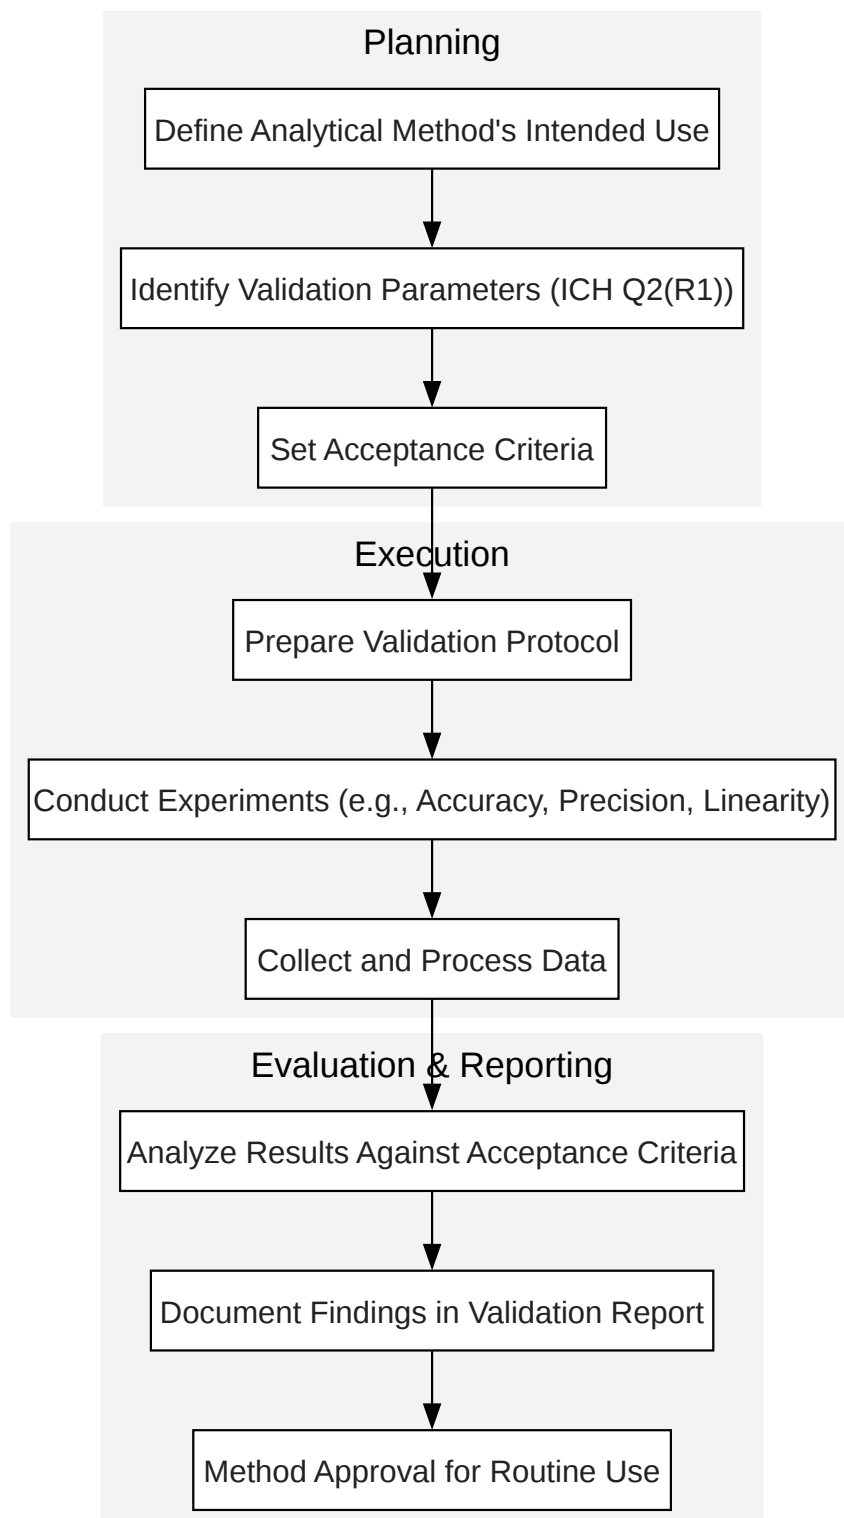 Planning
Define Analytical Method's Intended Use
Identify Validation Parameters (ICH Q2(R1))
Set Acceptance Criteria
Execution
Prepare Validation Protocol
Conduct Experiments (e.g., Accuracy, Precision, Linearity)
Collect and Process Data
Evaluation & Reporting
Analyze Results Against Acceptance Criteria
Document Findings in Validation Report
Method Approval for Routine Use